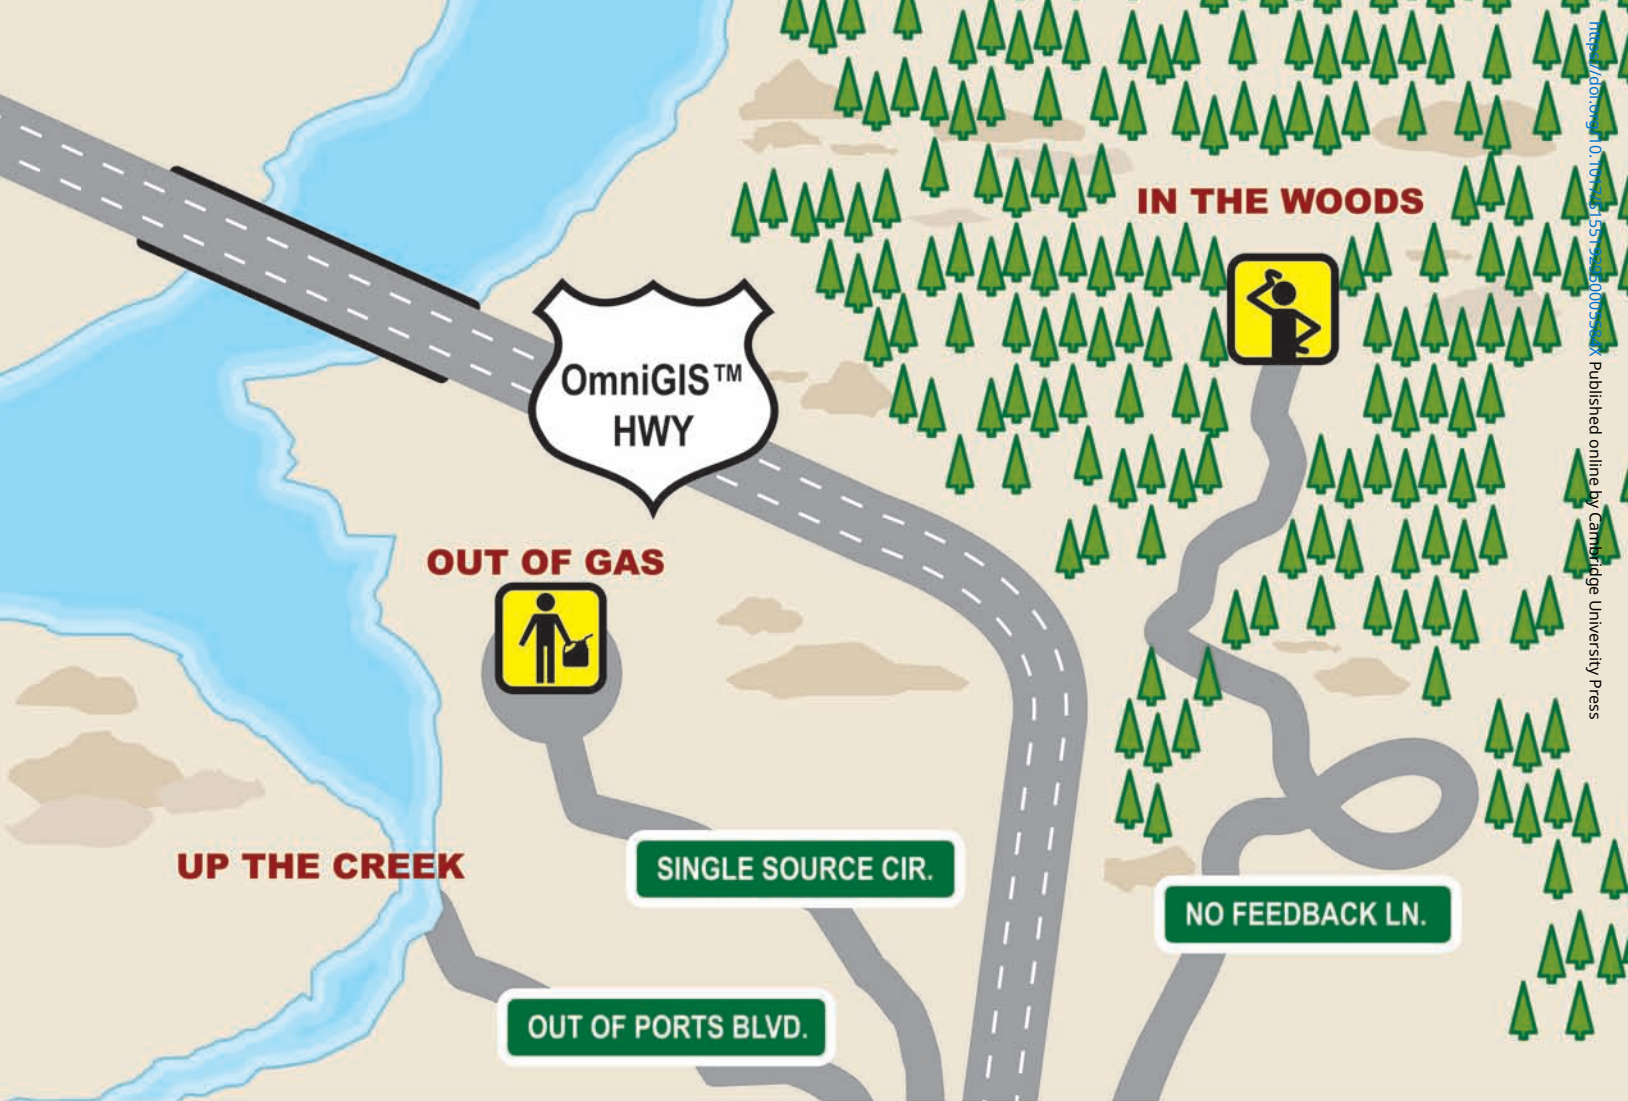 IN THE WOODS
OmniGIS™
HWY
OUT OF GAS
UP THE CREEK
SINGLE SOURCE CIR.
NO FEEDBACK LN.
OUT OF PORTS BLVD.
Published online by Cambridge University Press